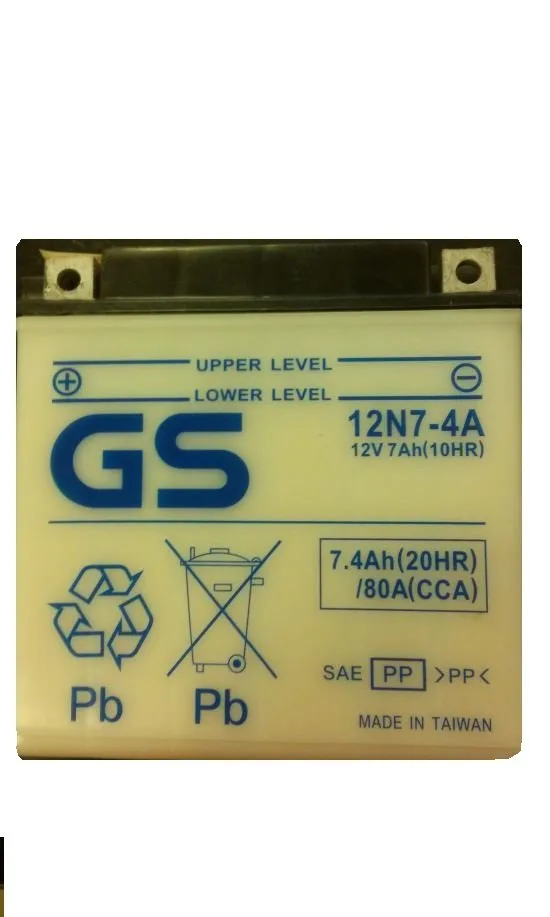 UPPER LEVEL
+ -
LOWER LEVEL
GS
12N7-4A
12V 7Ah(10HR)
7.4Ah(20HR)
/80A(CCA)
Pb
Pb
SAE PP >PP<
MADE IN TAIWAN